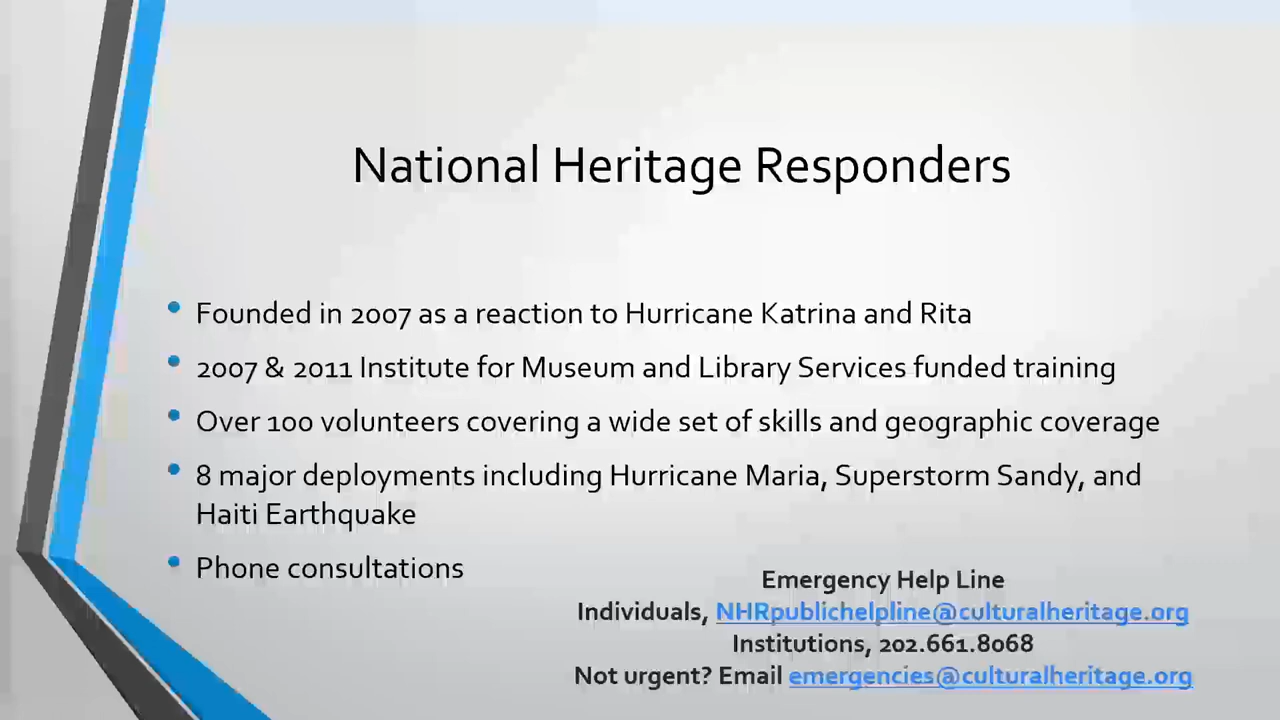 National Heritage Responders
• Founded in 2007 as a reaction to Hurricane Katrina and Rita
• 2007 & 2011 Institute for Museum and Library Services funded training
• Over 100 volunteers covering a wide set of skills and geographic coverage
• 8 major deployments including Hurricane Maria, Superstorm Sandy, and
Haiti Earthquake
• Phone consultations
Emergency Help Line
Individuals, NHRpublichelpline@culturalheritage.org
Institutions, 202.661.8068
Not urgent? Email emergencies@culturalheritage.org